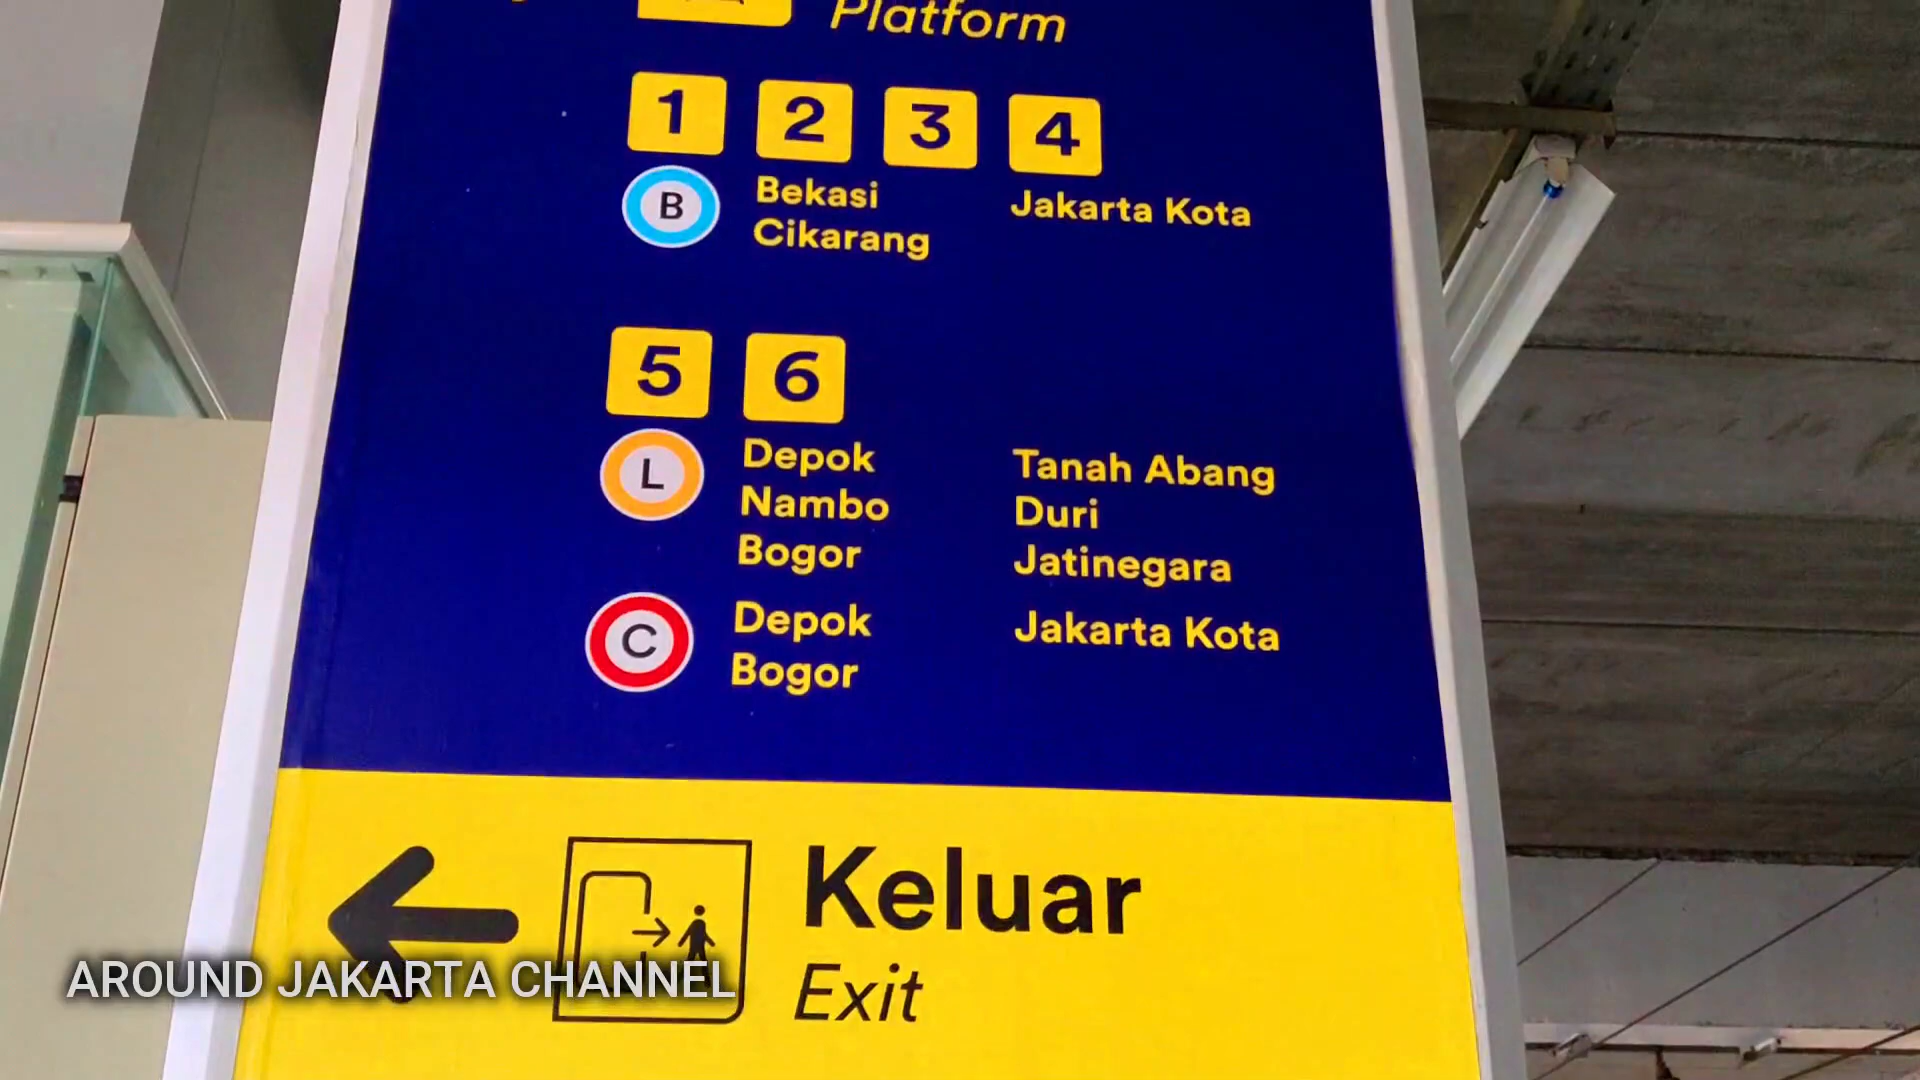 Platform
1 2 3 4
B Bekasi Jakarta Kota
Cikarang
5 6
L Depok Tanah Abang
Nambo Duri
Bogor Jatinegara
C Depok Jakarta Kota
Bogor
Keluar
Exit
AROUND JAKARTA CHANNEL